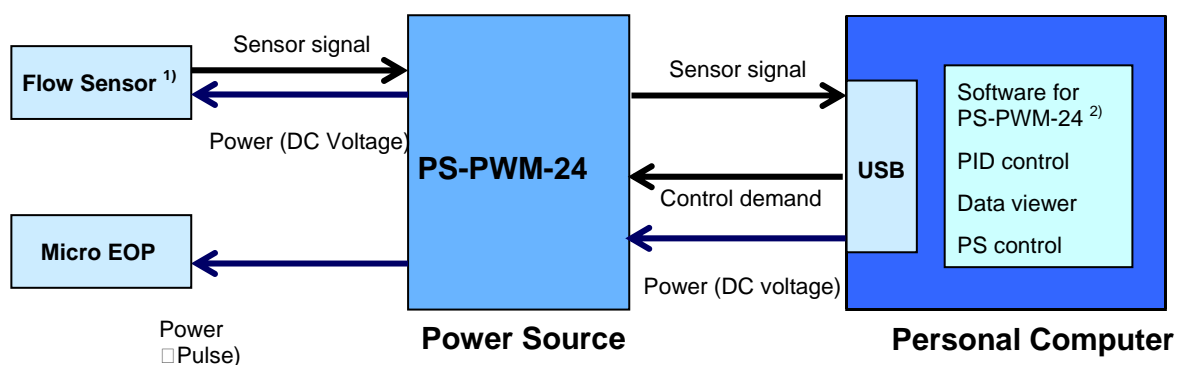 Sensor signal
Flow Sensor 1)
Power (DC Voltage)
Micro EOP
Power
□Pulse)
PS-PWM-24
Power Source
Sensor signal
Control demand
Power (DC voltage)
USB
Software for
PS-PWM-24 2)
PID control
Data viewer
PS control
Personal Computer